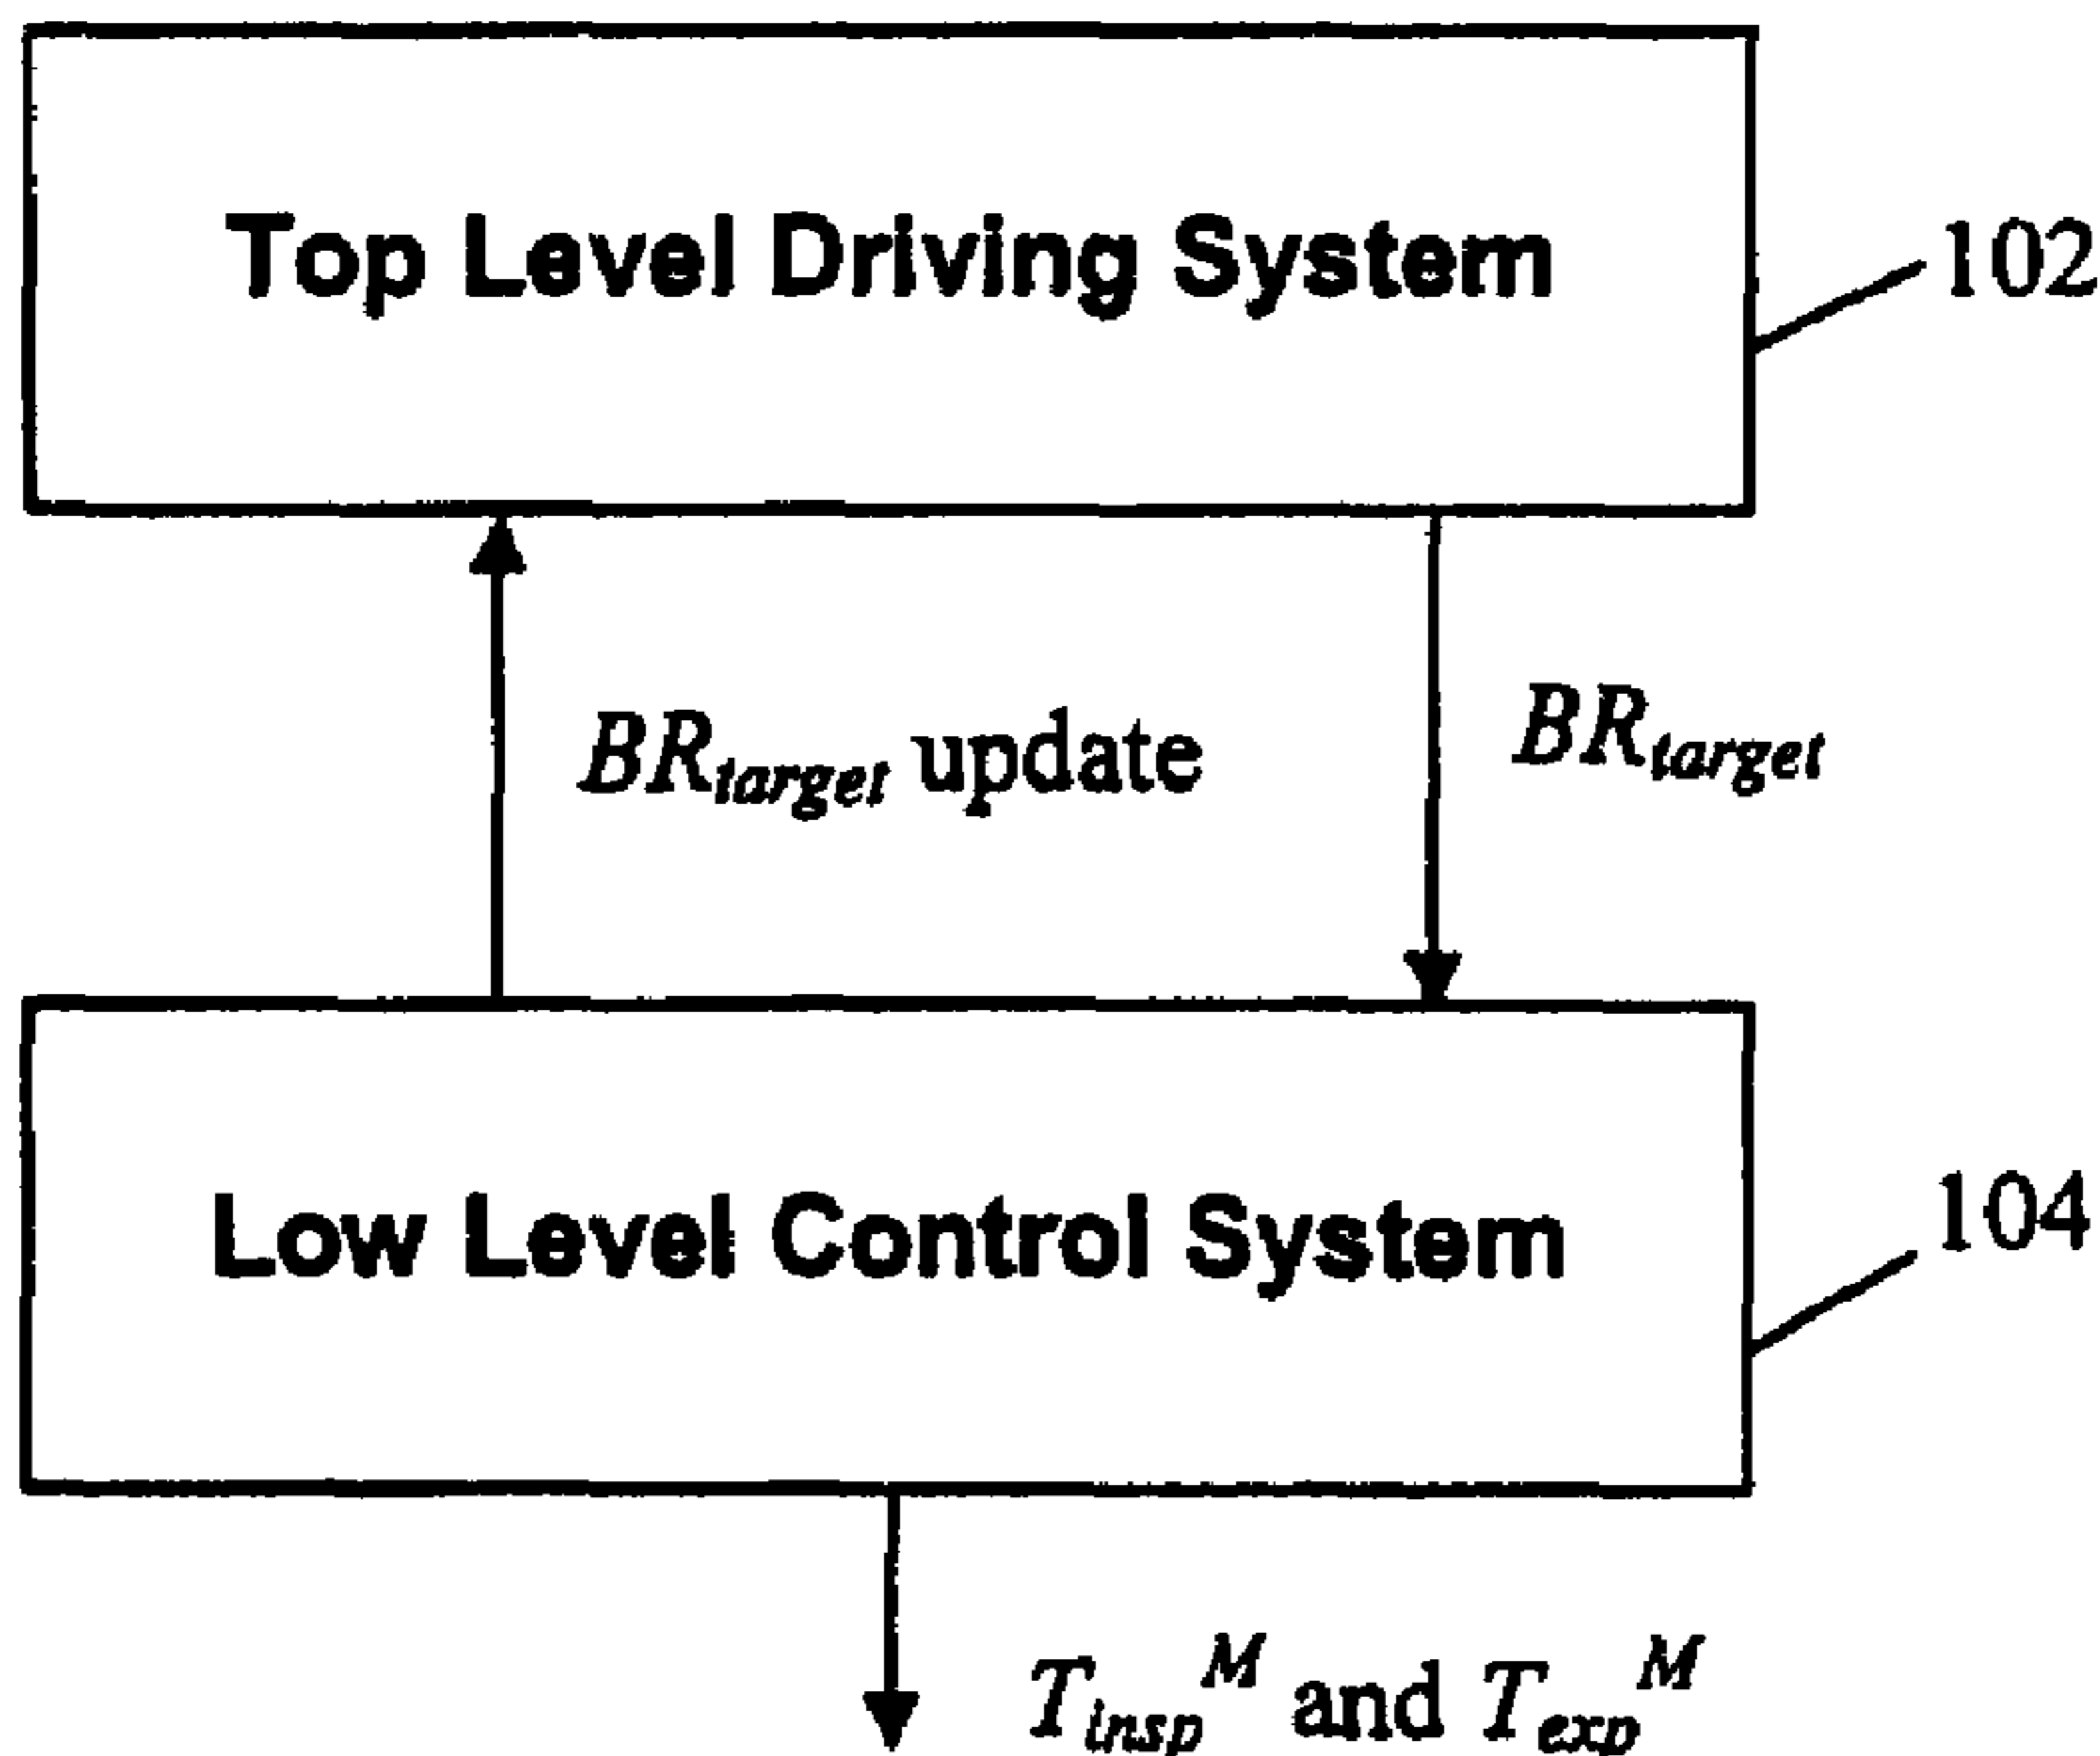 Top Level Driving System
102
BRtarget update
BRtarget
Low Level Control System
104
Tinsp^M and Texp^M